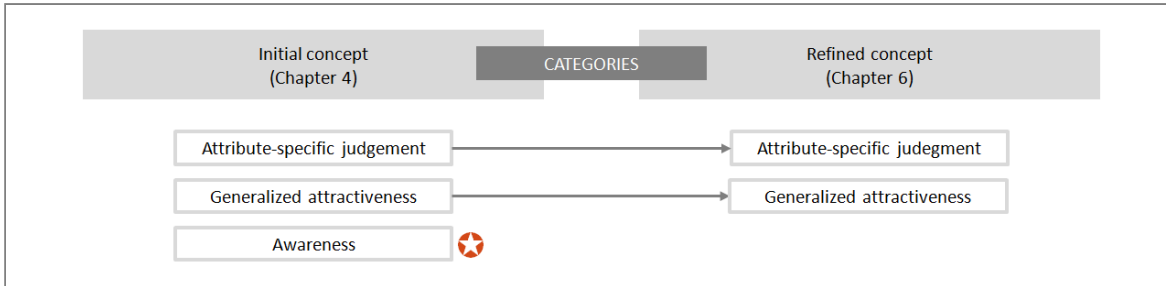 Initial concept
(Chapter 4)
CATEGORIES
Refined concept
(Chapter 6)
Attribute-specific judgement
Attribute-specific judegment
Generalized attractiveness
Generalized attractiveness
Awareness